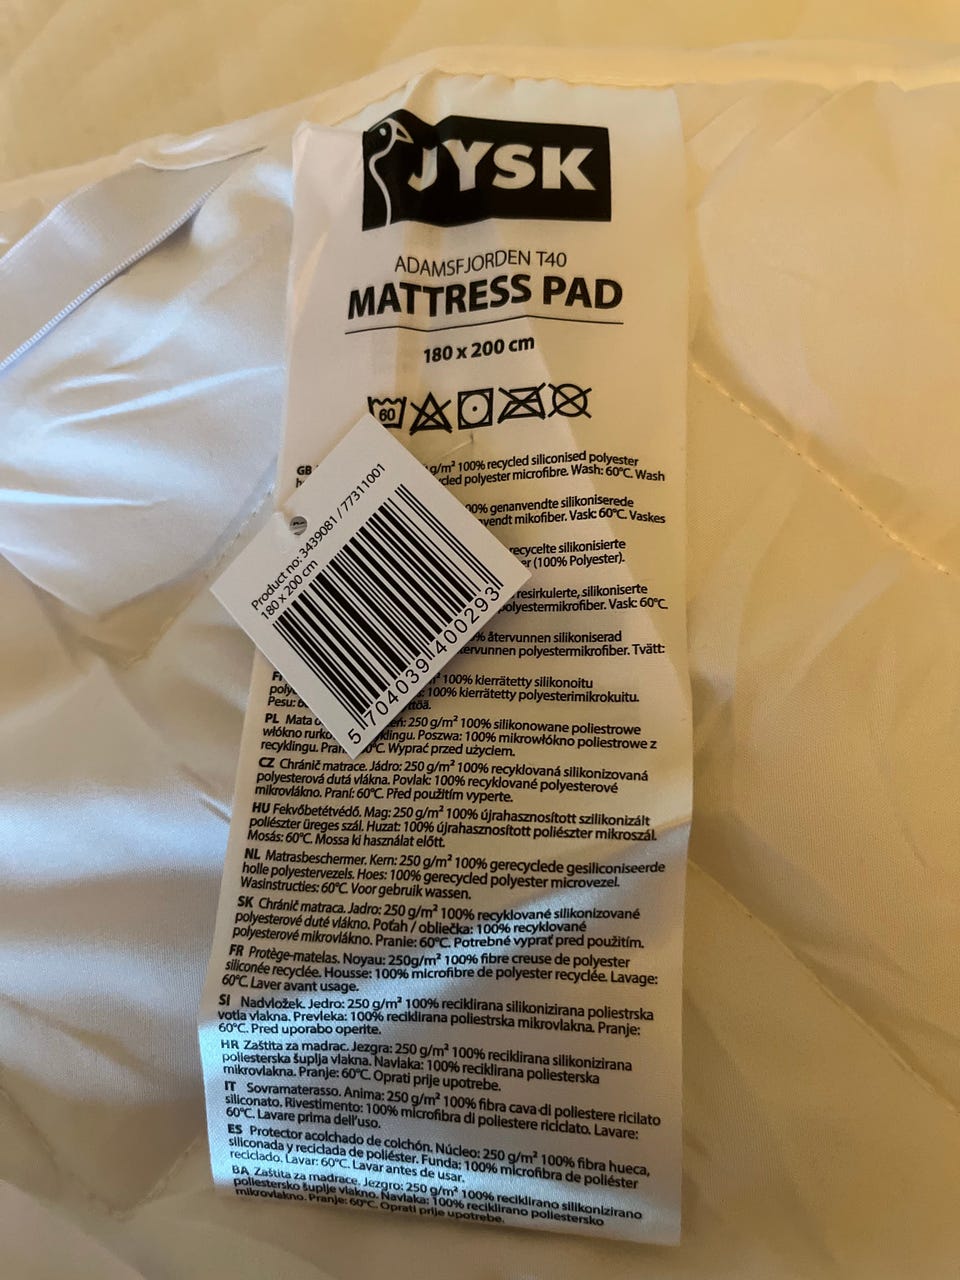 JYSK
ADAMSFJORDEN T40
MATTRESS PAD
180 x 200 cm
60
GB g/m² 100% recycled siliconised polyester
polyester microfibre. Wash: 60°C. Wash
genanvendte silikoniserede
mikofiber. Vask: 60°C. Vaskes
silikonisierte
(100% Polyester).
resirkulerte, silikoniserte
Vask: 60°C.
återvunnen silikoniserad
polyestermikrofiber. Tvätt:
100% kierrätetty silikonoitu
100% kierrätetty polyesterimikrokuitu.
Pesu:
Product no: 3439081 / 77311001
180 x 200 cm
5 704039 400293
PL Mata 250 g/m² 100% silikonowane poliestrowe
włókno Poszwa: 100% mikrowłókno poliestrowe z
recyklingu. Wyprać przed użyciem.
CZ Chránič matrace. Jádro: 250 g/m² 100% recyklovaná silikonizovaná
polyesterová dutá vlákna. Povlak: 100% recyklované polyesterové
mikrovlákno. Praní: 60°C. Před použitím vyperte.
HU Fekvőbetétvédő. Mag: 250 g/m² 100% újrahasznosított szilikonizált
poliészter üreges szál. Huzat: 100% újrahasznosított poliészter mikroszál.
Mosás: 60°C. Mossa ki használat előtt.
NL Matrasbeschermer. Kern: 250 g/m² 100% gerecyclede gesiliconiseerde
holle polyestervezels. Hoes: 100% gerecycled polyester microvezel.
Wasinstructies: 60°C. Voor gebruik wassen.
SK Chránič matraca. Jadro: 250 g/m² 100% recyklované silikonizované
polyesterové duté vlákno. Poťah / obliečka: 100% recyklované
polyesterové mikrovlákno. Pranie: 60°C. Potrebné vyprať pred použitím.
FR Protège-matelas. Noyau: 250g/m² 100% fibre creuse de polyester
siliconée recyclée. Housse: 100% microfibre de polyester recyclée. Lavage:
60°C. Laver avant usage.
SI Nadvložek. Jedro: 250 g/m² 100% reciklirana silikonizirana poliestrska
votla vlakna. Prevleka: 100% reciklirana poliestrska mikrovlakna. Pranje:
60°C. Pred uporabo operite.
HR Zaštita za madrac. Jezgra: 250 g/m² 100% reciklirana silikonizirana
poliesterska šuplja vlakna. Navlaka: 100% reciklirana poliesterska
mikrovlakna. Pranje: 60°C. Oprati prije upotrebe.
IT Sovramaterasso. Anima: 250 g/m² 100% fibra cava di poliestere ricilato
siliconato. Rivestimento: 100% microfibra di poliestere riciclato. Lavare:
60°C. Lavare prima dell'uso.
ES Protector acolchado de colchón. Núcleo: 250 g/m² 100% fibra hueca,
siliconada y reciclada de poliéster. Funda: 100% microfibra de poliéster
reciclado. Lavar: 60°C. Lavar antes de usar.
BA Zaštita za madrace. Jezgro: 250 g/m² 100% reciklirano silikonizirano
poliestersko šuplje vlakno. Navlaka: 100% reciklirano poliestersko
mikrovlakno. Pranje: 60°C. Oprati prije upotrebe.